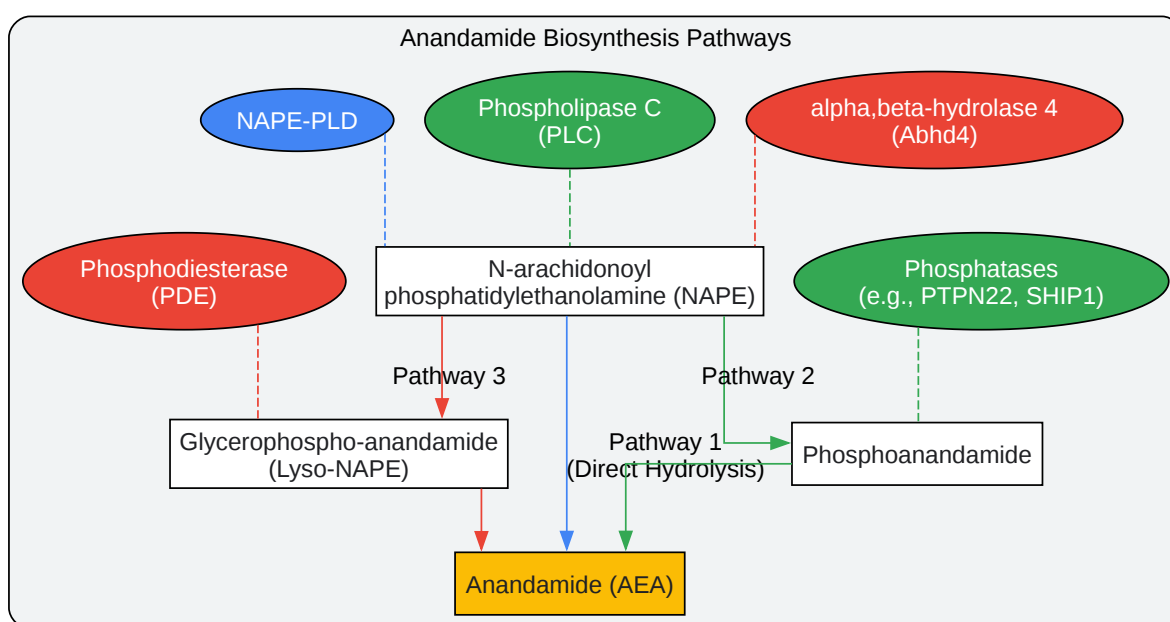 Anandamide Biosynthesis Pathways
NAPE-PLD
Phospholipase C
(PLC)
alpha,beta-hydrolase 4
(Abhd4)
Phosphodiesterase
(PDE)
N-arachidonoyl
phosphatidylethanolamine (NAPE)
Phosphatases
(e.g., PTPN22, SHIP1)
Pathway 3
Pathway 2
Glycerophospho-anandamide
(Lyso-NAPE)
Pathway 1
(Direct Hydrolysis)
Phosphoanandamide
Anandamide (AEA)